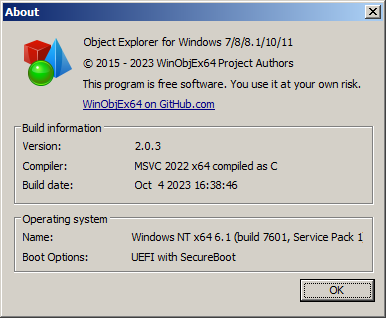 About
Object Explorer for Windows 7/8/8.1/10/11
© 2015 - 2023 WinObjEx64 Project Authors
This program is free software. You use it at your own risk.
WinObjEx64 on GitHub.com
Build information
Version: 2.0.3
Compiler: MSVC 2022 x64 compiled as C
Build date: Oct 4 2023 16:38:46
Operating system
Name: Windows NT x64 6.1 (build 7601, Service Pack 1
Boot Options: UEFI with SecureBoot
OK